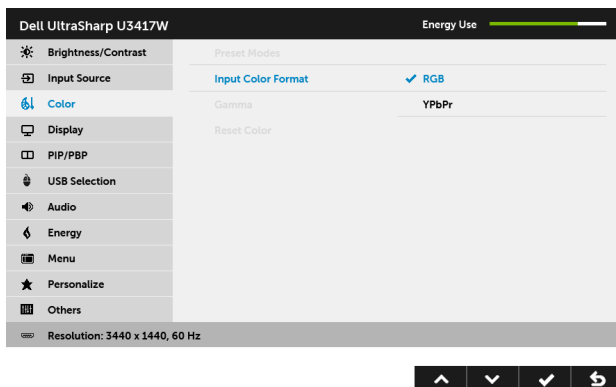 Dell UltraSharp U3417W
Energy Use
Brightness/Contrast
Preset Modes
Input Source
Input Color Format
RGB
Color
Gamma
YPbPr
Display
Reset Color
PIP/PBP
USB Selection
Audio
Energy
Menu
Personalize
Others
Resolution: 3440 x 1440, 60 Hz